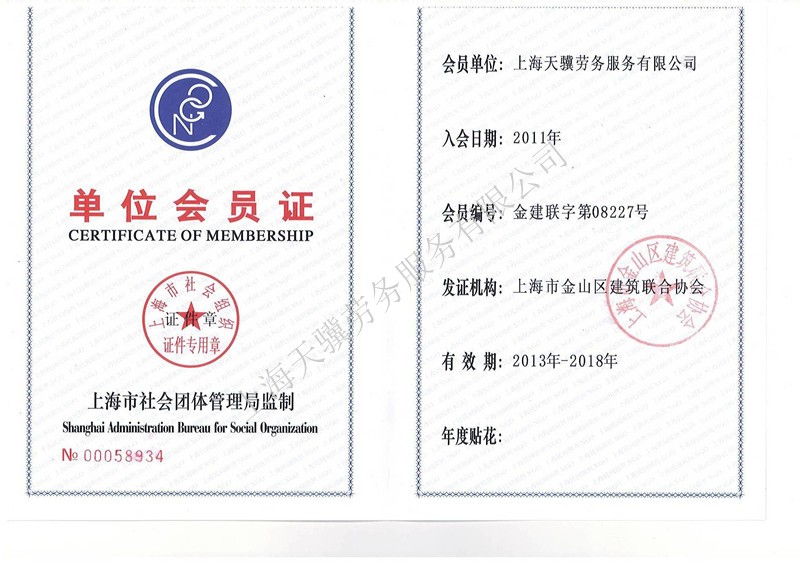 单位会员证
CERTIFICATE OF MEMBERSHIP
上海市社会组织
证件章
证件专用章
上海市社会团体管理局监制
Shanghai Administration Bureau for Social Organization
№ 00058934
会员单位: 上海天骥劳务服务有限公司
入会日期: 2011年
会员编号: 金建联字第08227号
发证机构: 上海市金山区建筑联合协会
上海金山区建筑联合协会
有 效 期: 2013年-2018年
年度贴花:
上海天骥劳务服务有限公司